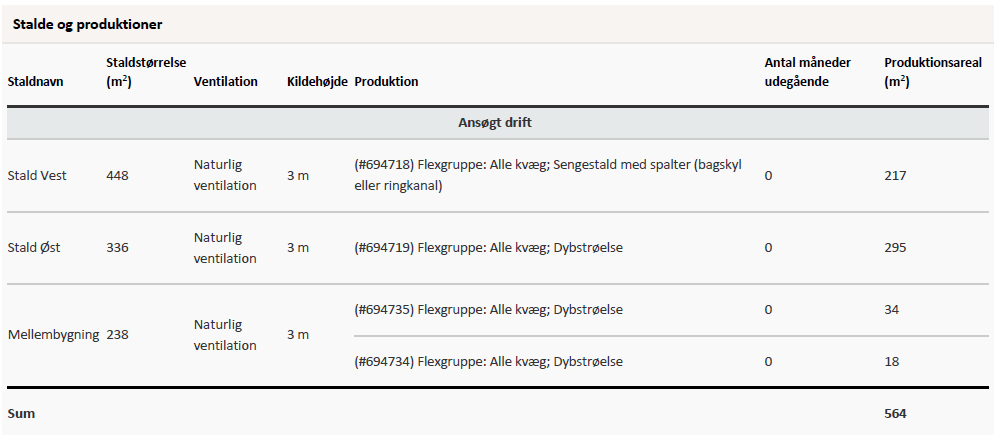 Stalde og produktioner
Staldnavn Staldstørrelse (m²) Ventilation Kildehøjde Produktion Antal måneder udegående Produktionsareal (m²)
Ansøgt drift
Stald Vest 448 Naturlig ventilation 3 m (#694718) Flexgruppe: Alle kvæg; Sengestald med spalter (bagskyl eller ringkanal) 0 217
Stald Øst 336 Naturlig ventilation 3 m (#694719) Flexgruppe: Alle kvæg; Dybstrøelse 0 295
Mellembygning 238 Naturlig ventilation 3 m (#694735) Flexgruppe: Alle kvæg; Dybstrøelse 0 34
(#694734) Flexgruppe: Alle kvæg; Dybstrøelse 0 18
Sum 564